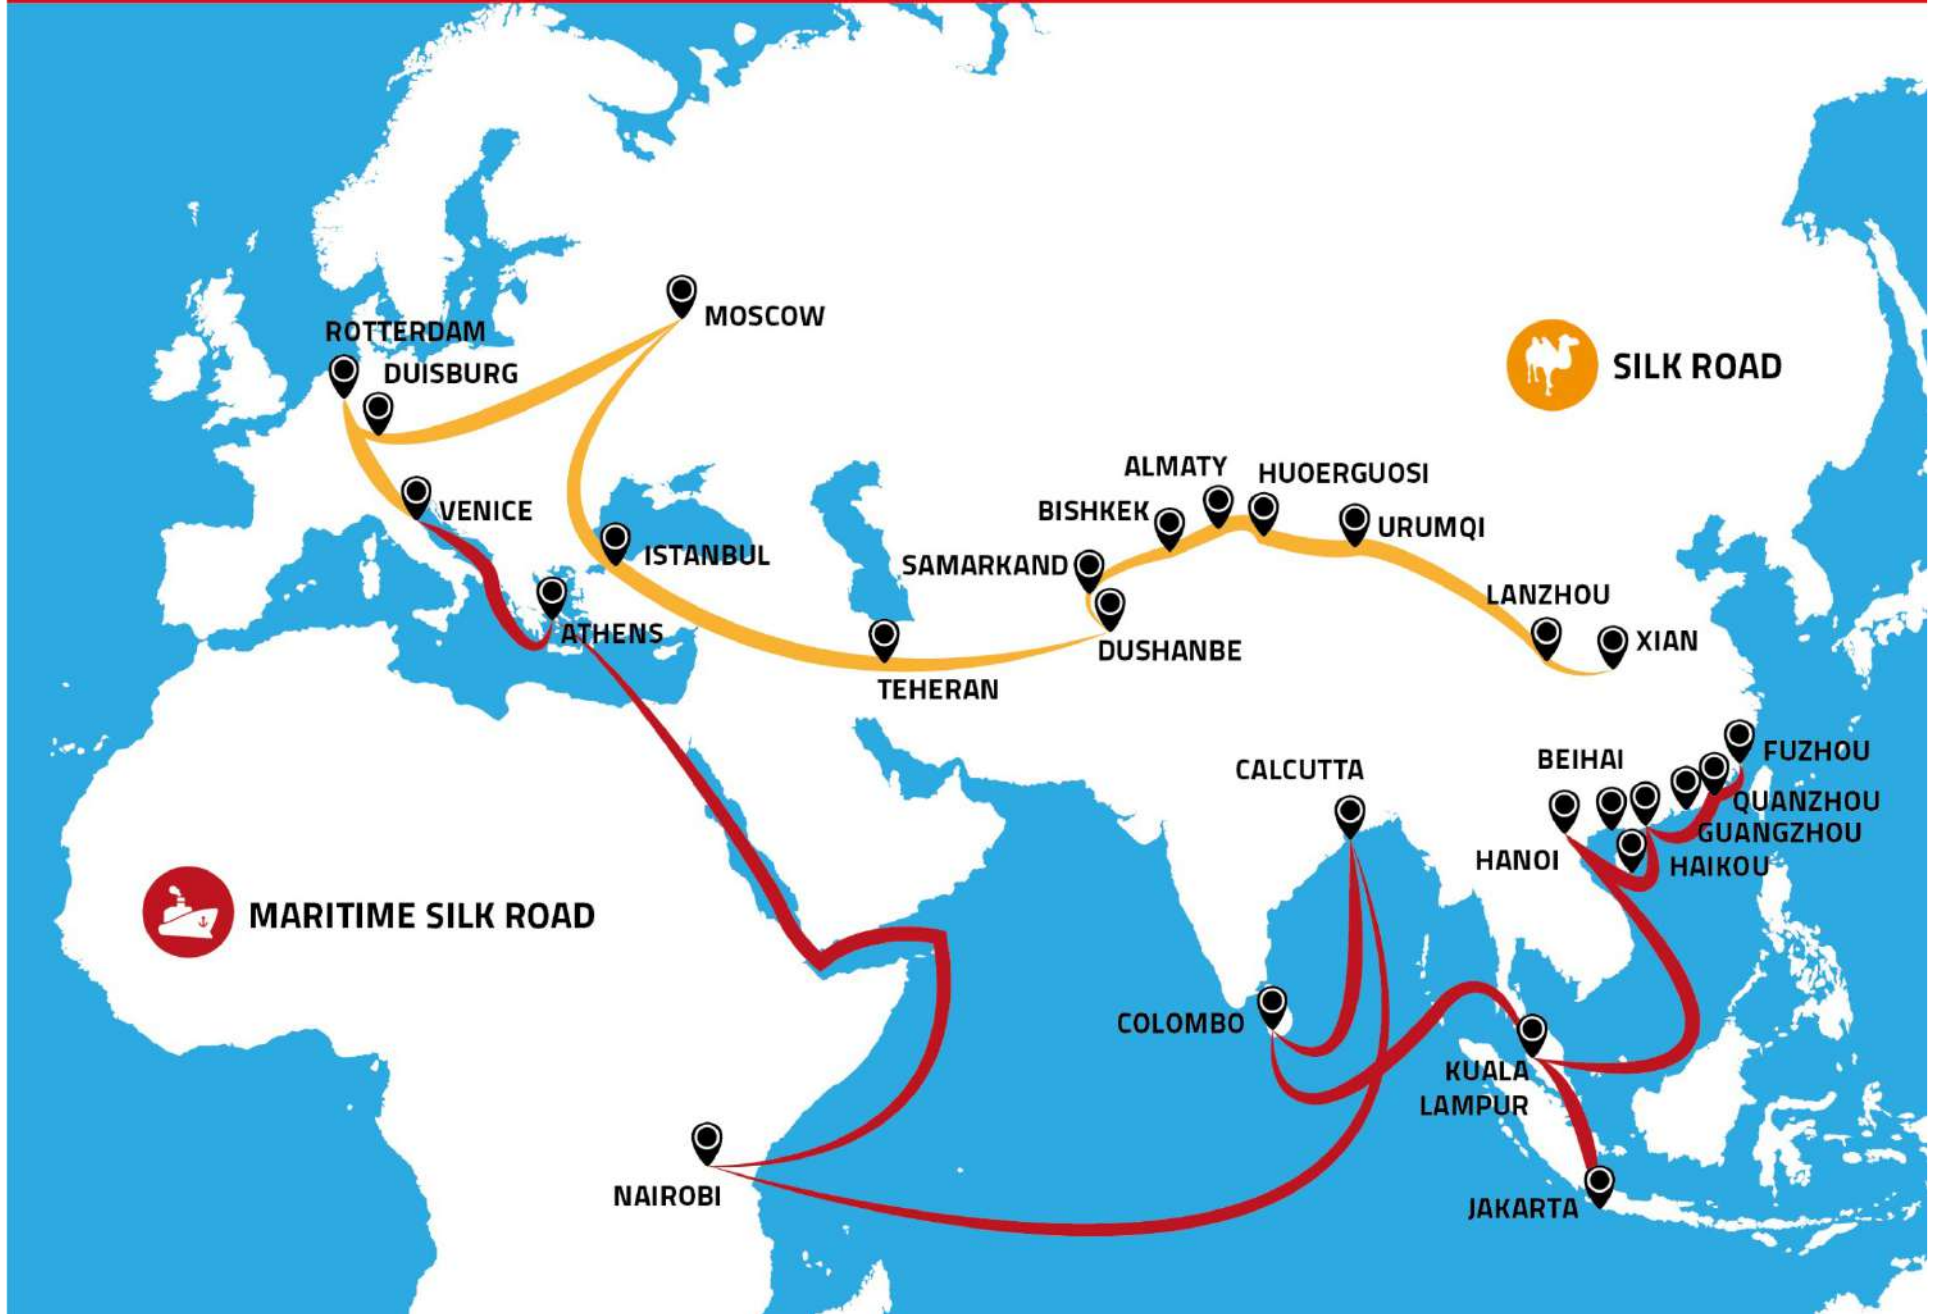 MOSCOW
ROTTERDAM
DUISBURG
SILK ROAD
ALMATY
HUOERGUOSI
VENICE
BISHKEK
URUMQI
ISTANBUL
SAMARKAND
LANZHOU
ATHENS
XIAN
DUSHANBE
TEHERAN
FUZHOU
BEIHAI
CALCUTTA
QUANZHOU
GUANGZHOU
HANOI
HAIKOU
MARITIME SILK ROAD
COLOMBO
KUALA
LAMPUR
NAIROBI
JAKARTA